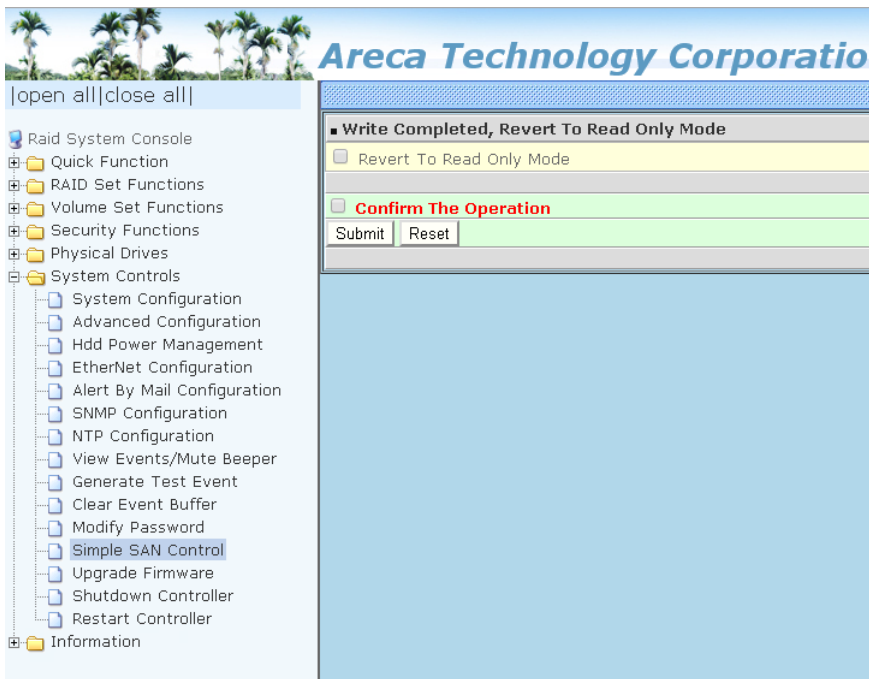 Areca Technology Corporatio
|open all|close all|
Raid System Console
Quick Function
RAID Set Functions
Volume Set Functions
Security Functions
Physical Drives
System Controls
System Configuration
Advanced Configuration
Hdd Power Management
EtherNet Configuration
Alert By Mail Configuration
SNMP Configuration
NTP Configuration
View Events/Mute Beeper
Generate Test Event
Clear Event Buffer
Modify Password
Simple SAN Control
Upgrade Firmware
Shutdown Controller
Restart Controller
Information
Write Completed, Revert To Read Only Mode
Revert To Read Only Mode
Confirm The Operation
Submit Reset